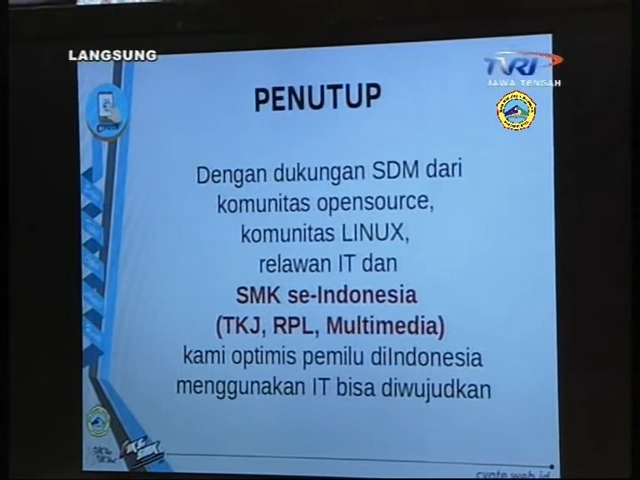 LANGSUNG
TVRI
JAWA TENGAH
PENUTUP
Dengan dukungan SDM dari
komunitas opensource,
komunitas LINUX,
relawan IT dan
SMK se-Indonesia
(TKJ, RPL, Multimedia)
kami optimis pemilu diIndonesia
menggunakan IT bisa diwujudkan